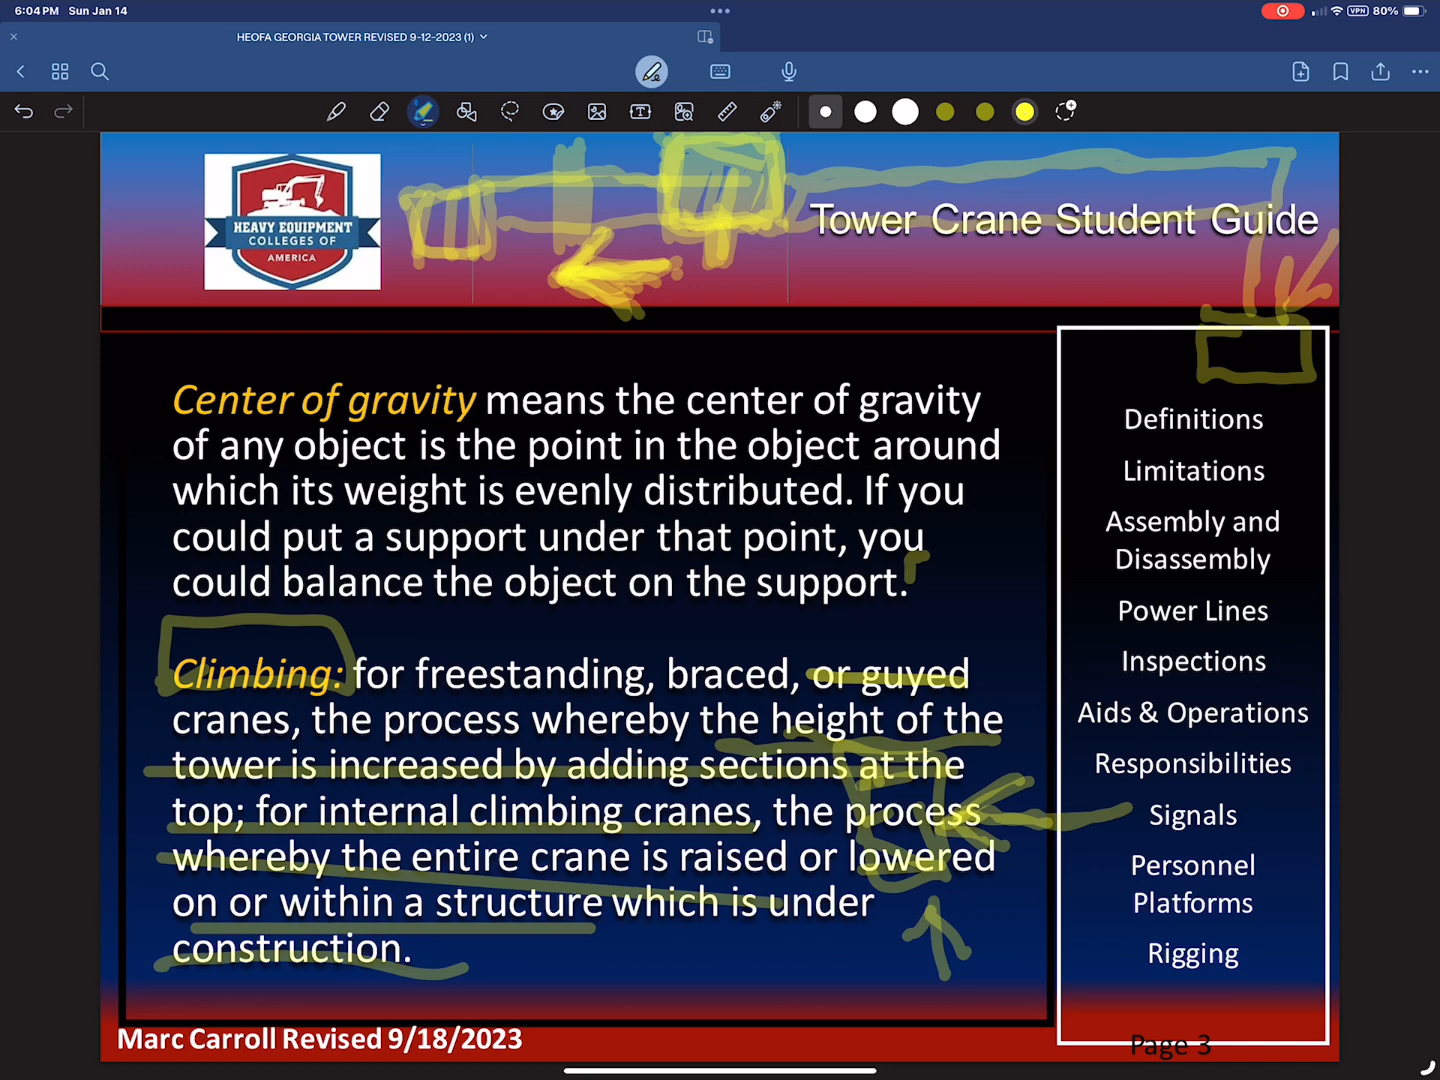 6:04 PM Sun Jan 14
VPN 80%
HEOFA GEORGIA TOWER REVISED 9-12-2023 (1)
HEAVY EQUIPMENT
COLLEGES OF
AMERICA
Tower Crane Student Guide
Center of gravity means the center of gravity
of any object is the point in the object around
which its weight is evenly distributed. If you
could put a support under that point, you
could balance the object on the support.
Climbing: for freestanding, braced, or guyed
cranes, the process whereby the height of the
tower is increased by adding sections at the
top; for internal climbing cranes, the process
whereby the entire crane is raised or lowered
on or within a structure which is under
construction.
Definitions
Limitations
Assembly and
Disassembly
Power Lines
Inspections
Aids & Operations
Responsibilities
Signals
Personnel
Platforms
Rigging
Marc Carroll Revised 9/18/2023
Page 3